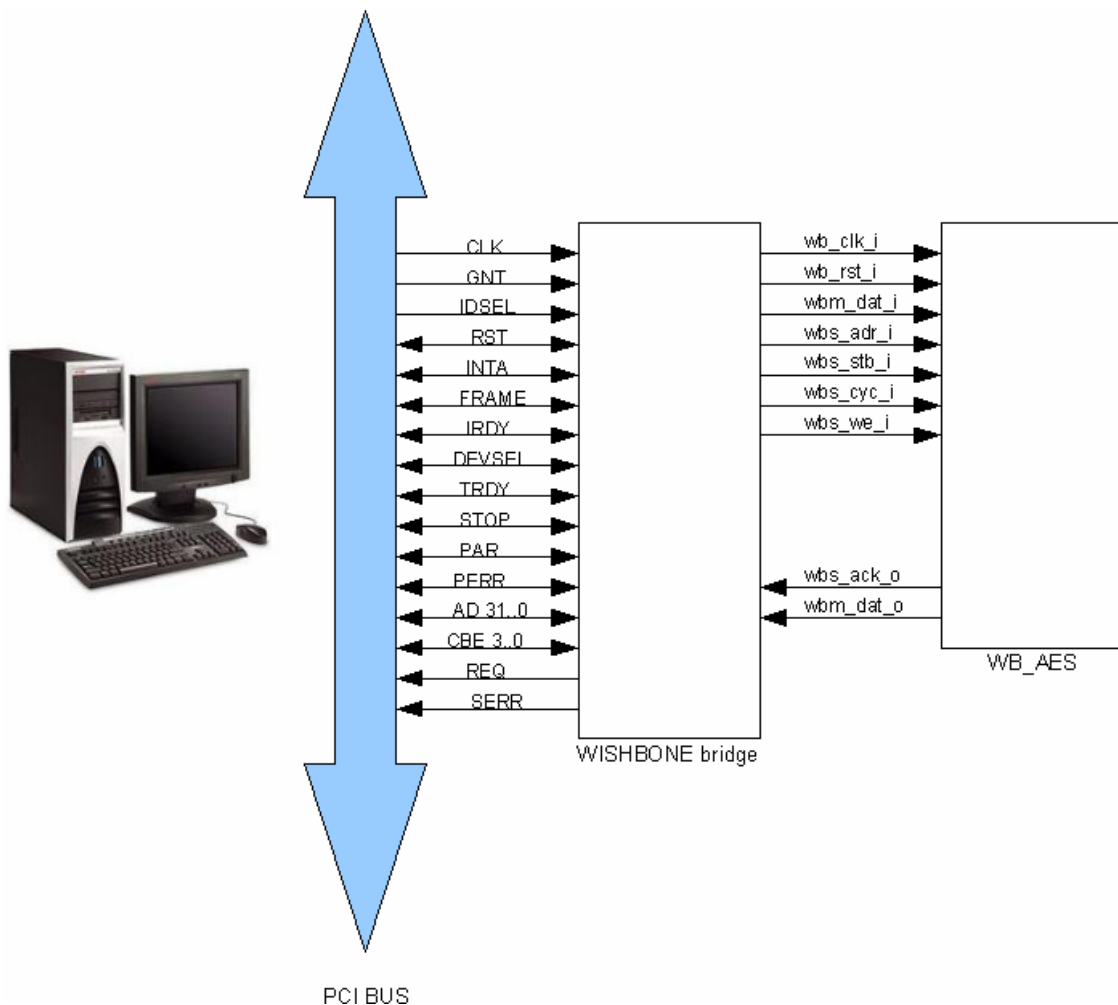 CLK
GNT
IDSEL
RST
INTA
FRAME
IRDY
DEVSEL
TRDY
STOP
PAR
PERR
AD 31..0
CBE 3..0
REQ
SERR
WISHBONE bridge
wb_clk_i
wb_rst_i
wbm_dat_i
wbs_adr_i
wbs_stb_i
wbs_cyc_i
wbs_we_i
wbs_ack_o
wbm_dat_o
WB_AES
PCI BUS